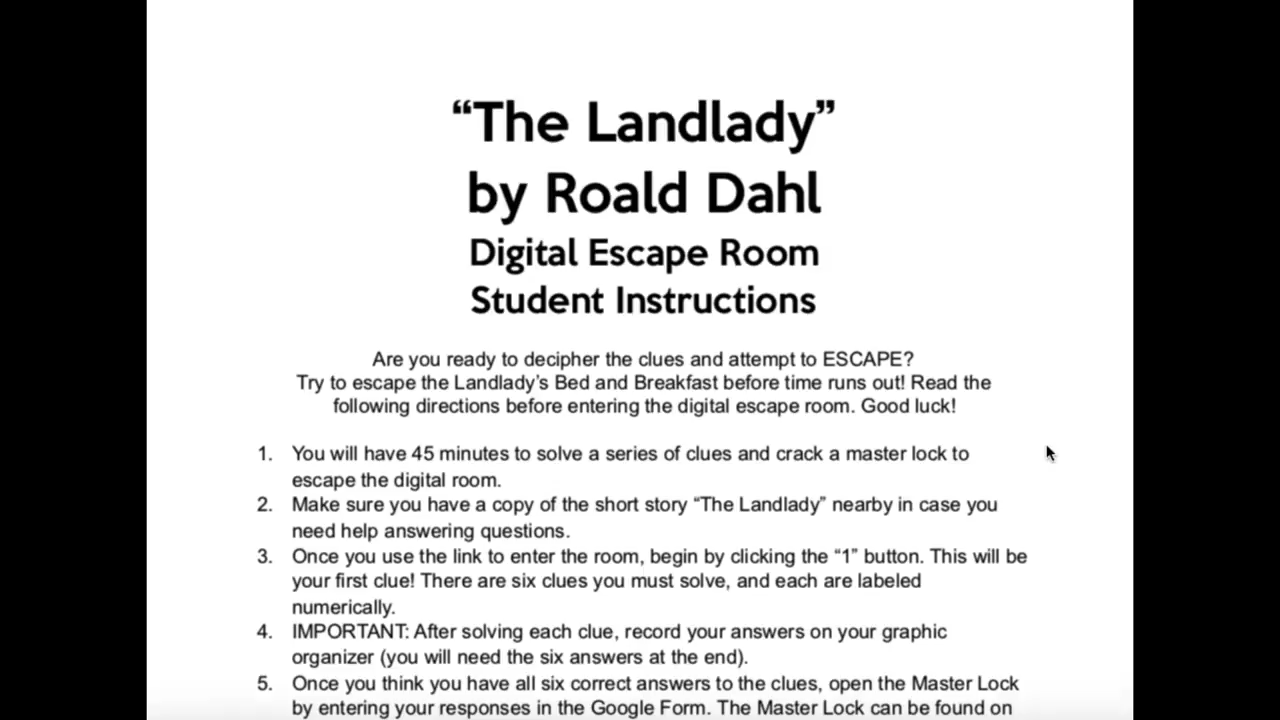 “The Landlady”
by Roald Dahl
Digital Escape Room
Student Instructions
Are you ready to decipher the clues and attempt to ESCAPE?
Try to escape the Landlady’s Bed and Breakfast before time runs out! Read the
following directions before entering the digital escape room. Good luck!
1. You will have 45 minutes to solve a series of clues and crack a master lock to
escape the digital room.
2. Make sure you have a copy of the short story “The Landlady” nearby in case you
need help answering questions.
3. Once you use the link to enter the room, begin by clicking the “1” button. This will be
your first clue! There are six clues you must solve, and each are labeled
numerically.
4. IMPORTANT: After solving each clue, record your answers on your graphic
organizer (you will need the six answers at the end).
5. Once you think you have all six correct answers to the clues, open the Master Lock
by entering your responses in the Google Form. The Master Lock can be found on